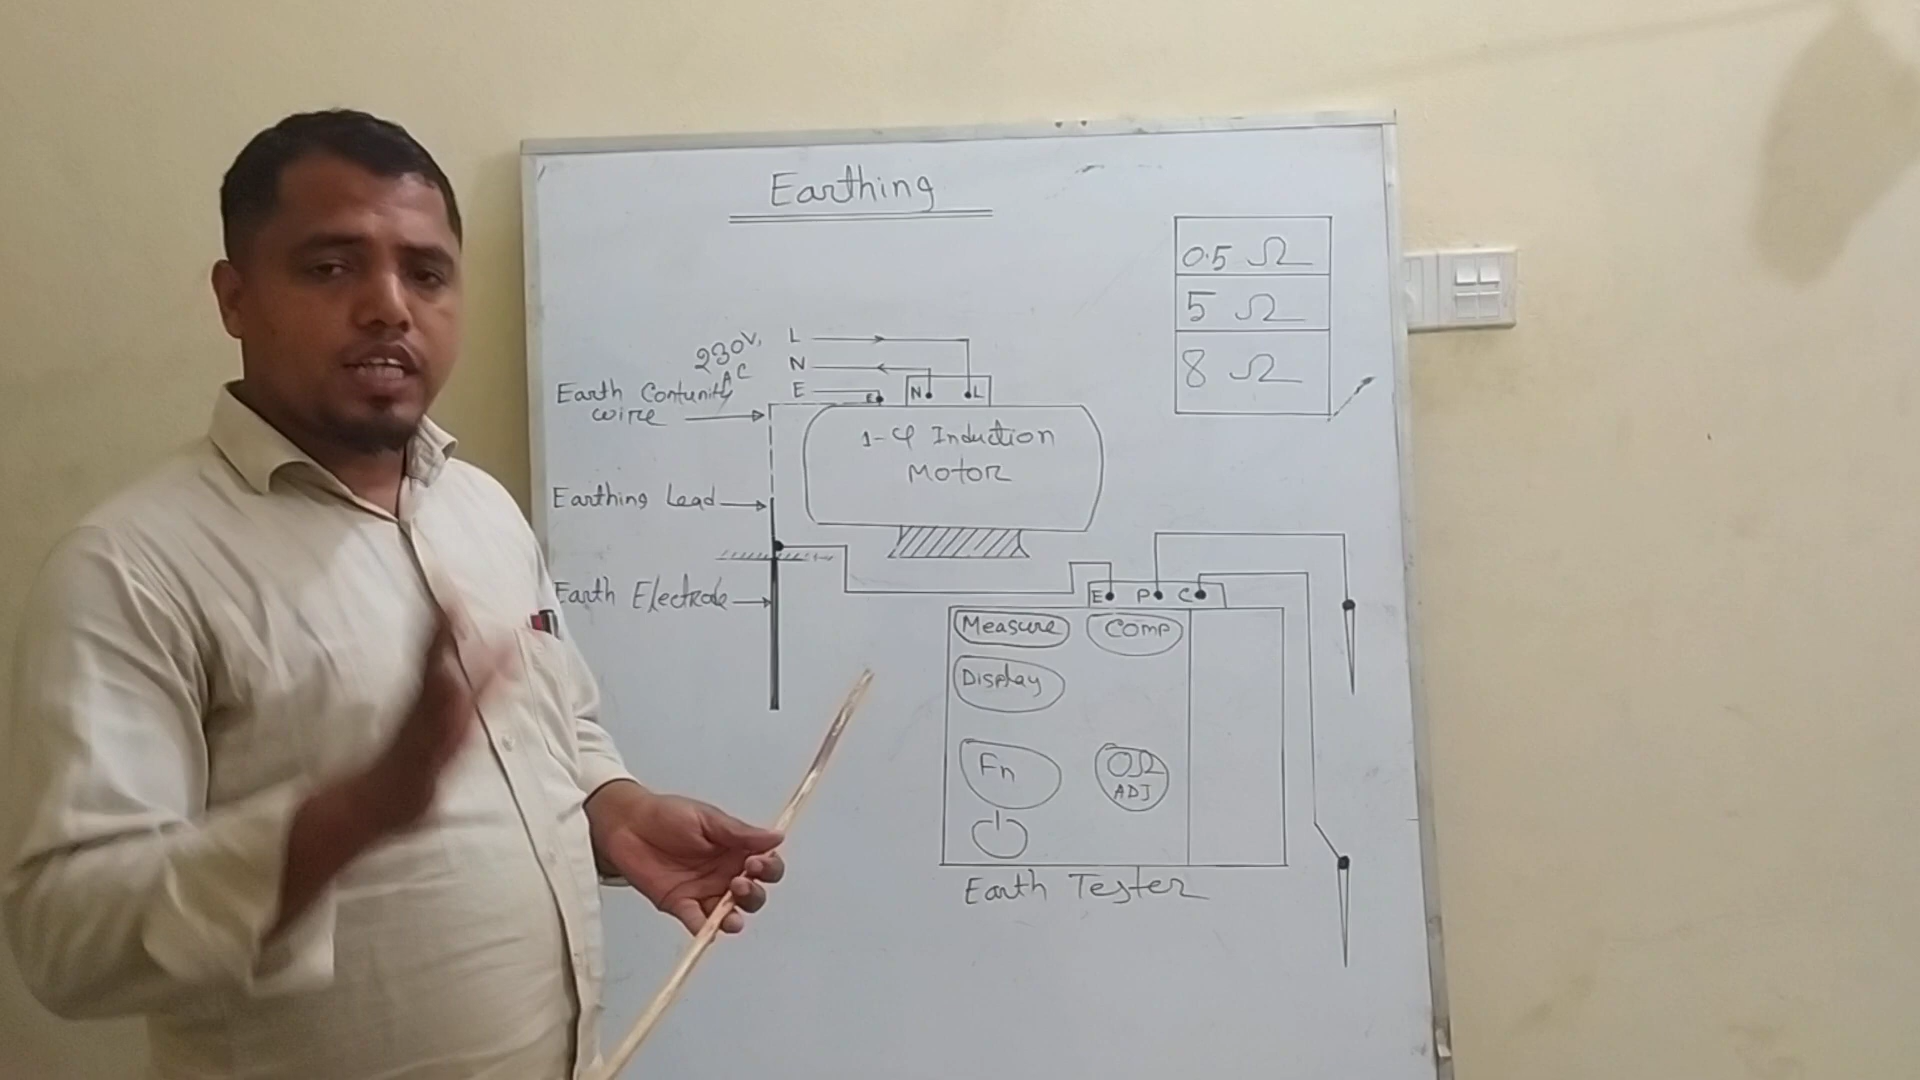 Earthing
0.5 Ω
5 Ω
8 Ω
230V, AC
L
N
E
Earth Contunity
wire
E
N
L
1-φ Induction
Motor
Earthing Lead
Earth Electrode
E P C
Measure
Comp
Display
Fn
0Ω
ADJ
Earth Tester